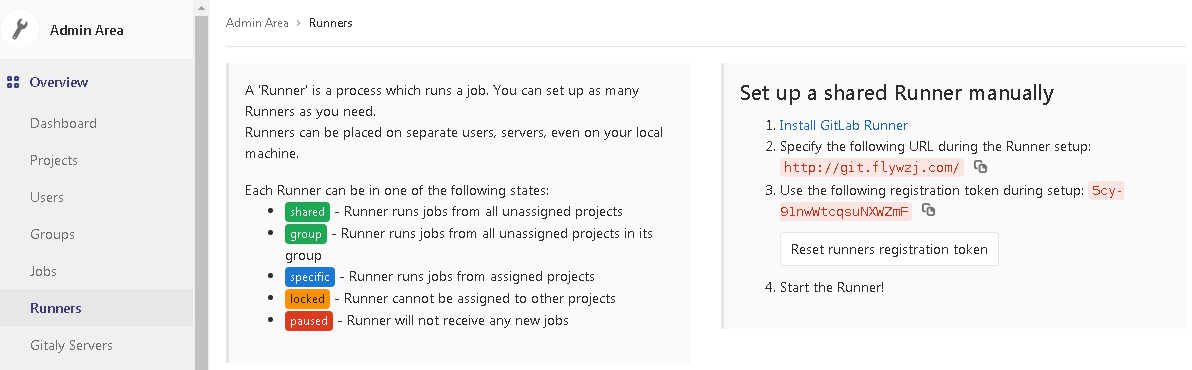 Admin Area
Overview
Dashboard
Projects
Users
Groups
Jobs
Runners
Gitaly Servers
Admin Area > Runners
A 'Runner' is a process which runs a job. You can set up as many
Runners as you need.
Runners can be placed on separate users, servers, even on your local
machine.
Each Runner can be in one of the following states:
• shared - Runner runs jobs from all unassigned projects
• group - Runner runs jobs from all unassigned projects in its
group
• specific - Runner runs jobs from assigned projects
• locked - Runner cannot be assigned to other projects
• paused - Runner will not receive any new jobs
Set up a shared Runner manually
1. Install GitLab Runner
2. Specify the following URL during the Runner setup:
http://git.flywzj.com/
3. Use the following registration token during setup: 5cy-
9lnwWtcqsuNXWZmF
Reset runners registration token
4. Start the Runner!